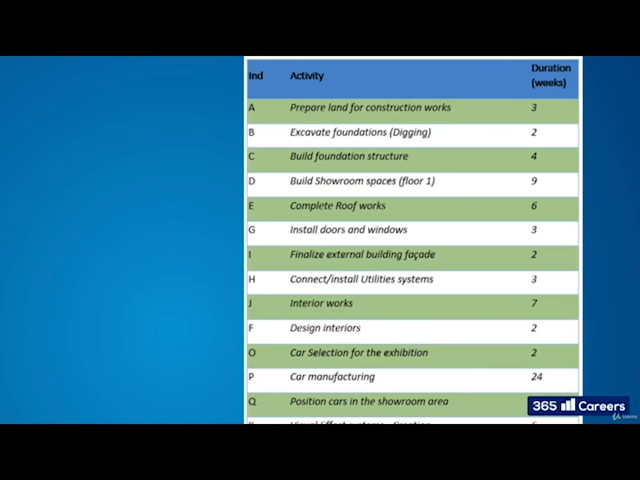 Ind Activity Duration (weeks)
A Prepare land for construction works 3
B Excavate foundations (Digging) 2
C Build foundation structure 4
D Build Showroom spaces (floor 1) 9
E Complete Roof works 6
G Install doors and windows 3
I Finalize external building façade 2
H Connect/install Utilities systems 3
J Interior works 7
F Design interiors 2
O Car Selection for the exhibition 2
P Car manufacturing 24
Q Position cars in the showroom area
365 Careers